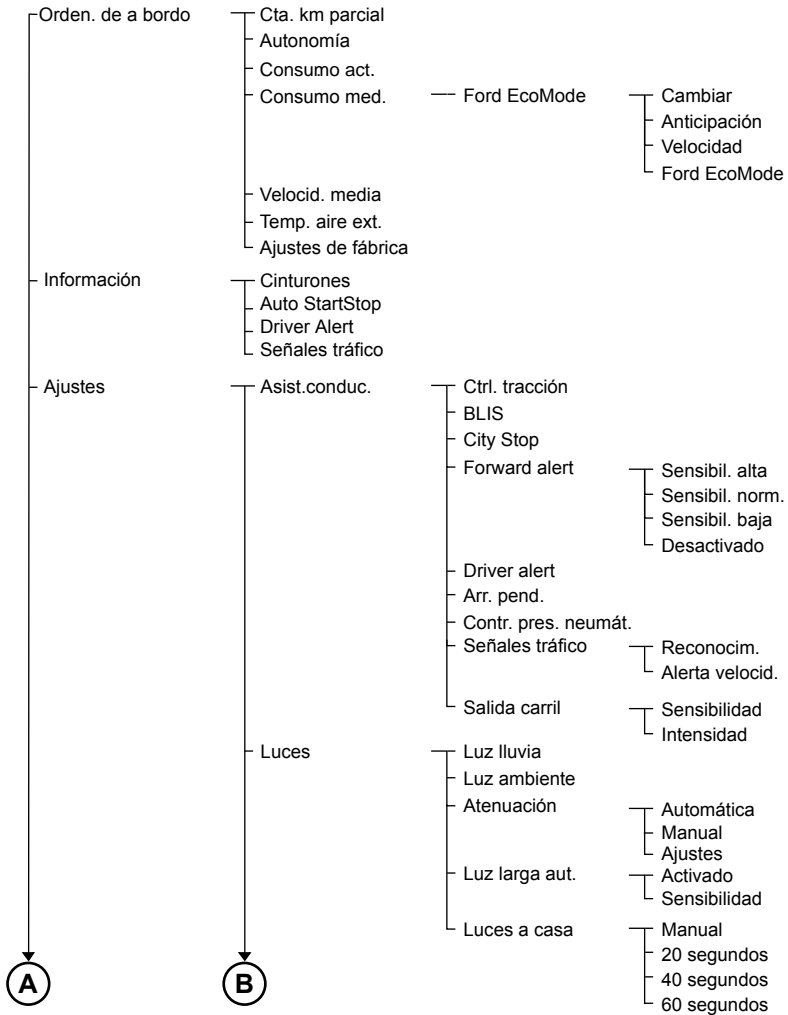 Orden. de a bordo
Cta. km parcial
Autonomía
Consumo act.
Consumo med.
Ford EcoMode
Cambiar
Anticipación
Velocidad
Ford EcoMode
Velocid. media
Temp. aire ext.
Ajustes de fábrica
Información
Cinturones
Auto StartStop
Driver Alert
Señales tráfico
Ajustes
Asist.conduc.
Ctrl. tracción
BLIS
City Stop
Forward alert
Sensibil. alta
Sensibil. norm.
Sensibil. baja
Desactivado
Driver alert
Arr. pend.
Contr. pres. neumát.
Señales tráfico
Reconocim.
Alerta velocid.
Salida carril
Sensibilidad
Intensidad
Luces
Luz lluvia
Luz ambiente
Atenuación
Automática
Manual
Ajustes
Luz larga aut.
Activado
Sensibilidad
Luces a casa
Manual
20 segundos
40 segundos
60 segundos
A
B